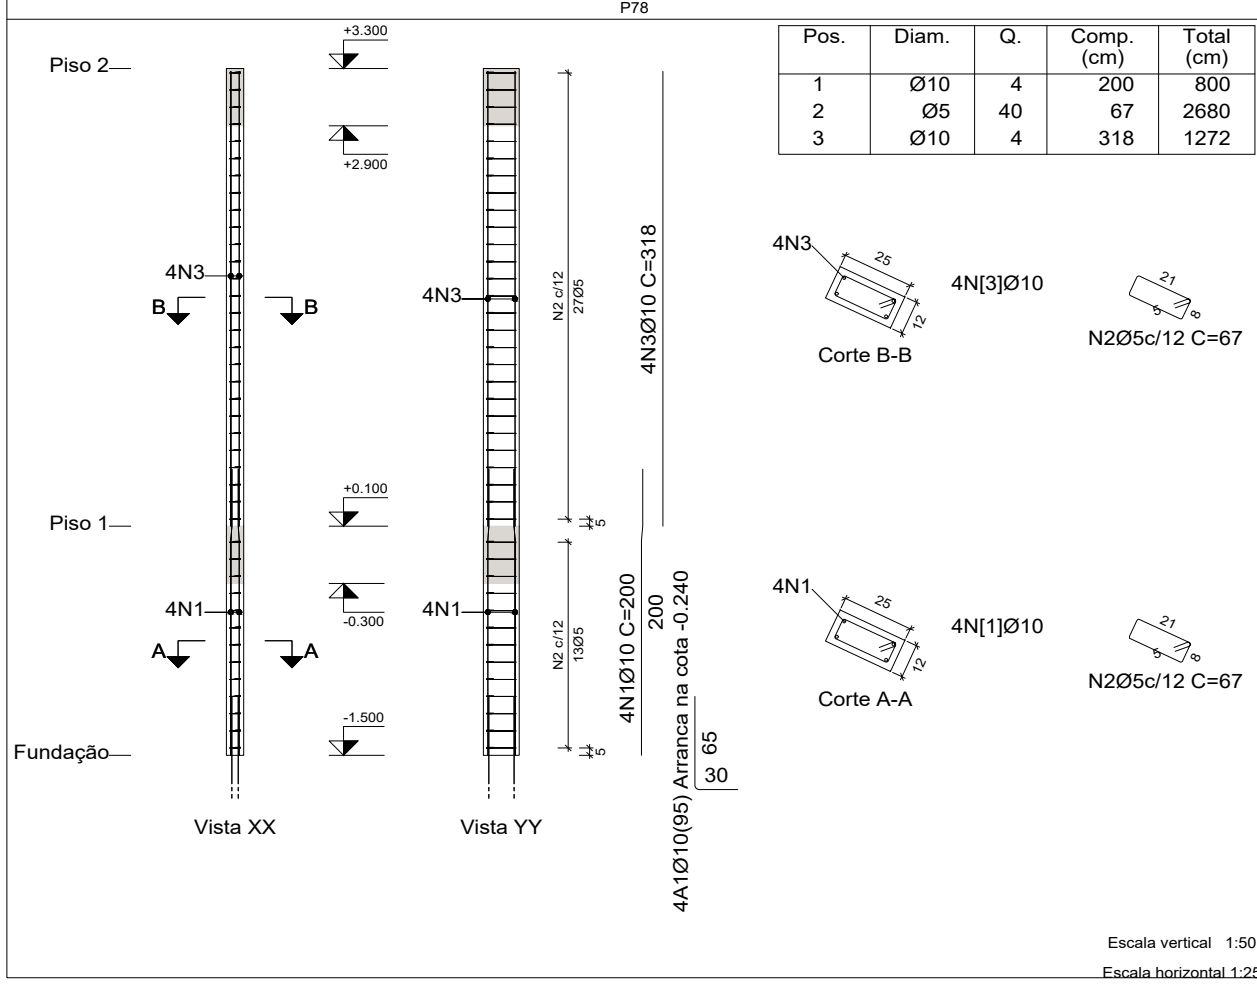 P78
Pos. Diam. Q. Comp. (cm) Total (cm)
1 Ø10 4 200 800
2 Ø5 40 67 2680
3 Ø10 4 318 1272
Piso 2
+3.300
+2.900
4N3
B B
4N3
N2 c/12
27Ø5
4N3Ø10 C=318
Piso 1
+0.100
5
4N1
-0.300
4N1
A A
N2 c/12
13Ø5
4N1Ø10 C=200
200
Fundação
-1.500
5
4A1Ø10(95) Arranca na cota -0.240
65
30
Vista XX
Vista YY
4N3
25
12
4N[3]Ø10
Corte B-B
21
5
8
N2Ø5c/12 C=67
4N1
25
12
4N[1]Ø10
Corte A-A
21
5
8
N2Ø5c/12 C=67
Escala vertical 1:50
Escala horizontal 1:25